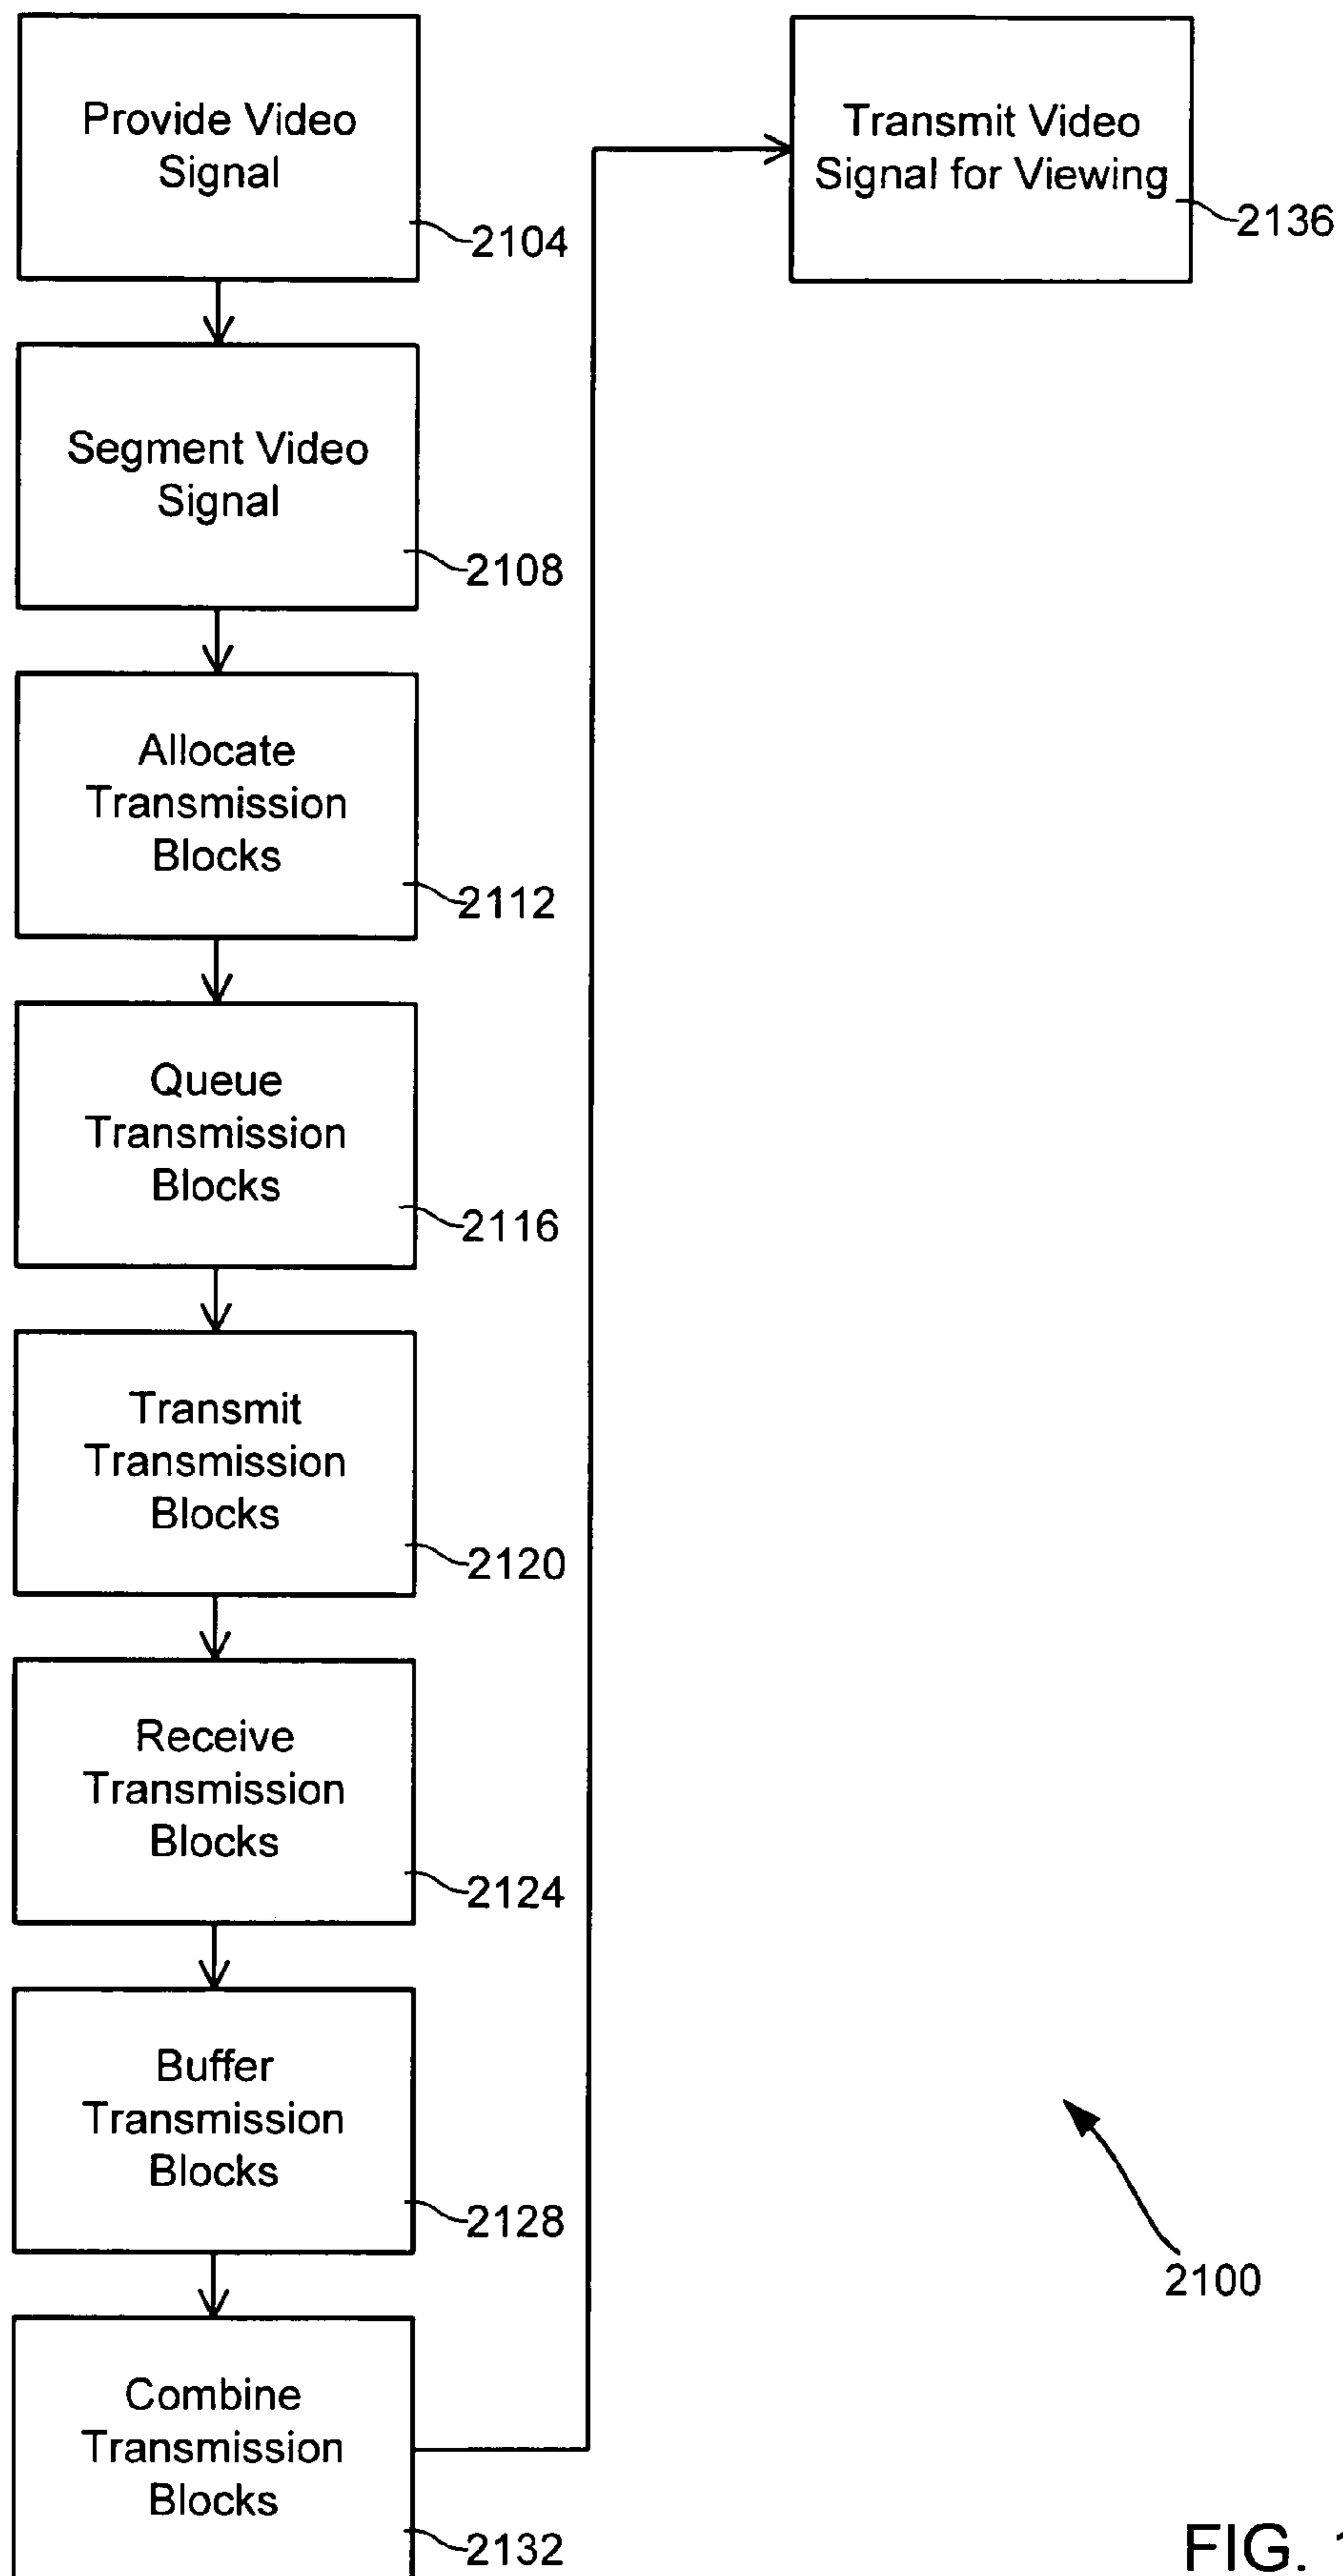 Provide Video
Signal
2104
Segment Video
Signal
2108
Allocate
Transmission
Blocks
2112
Queue
Transmission
Blocks
2116
Transmit
Transmission
Blocks
2120
Receive
Transmission
Blocks
2124
Buffer
Transmission
Blocks
2128
Combine
Transmission
Blocks
2132
Transmit Video
Signal for Viewing
2136
2100
FIG.